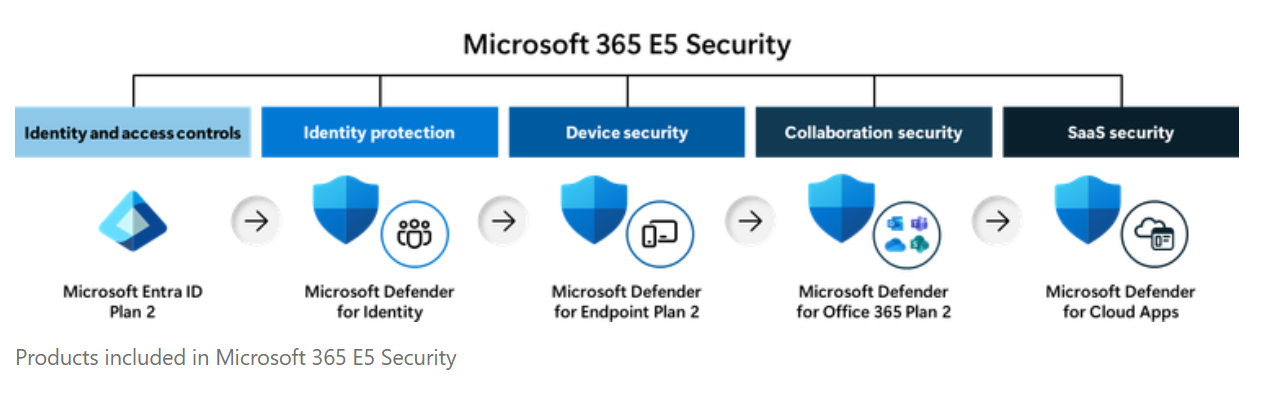 Microsoft 365 E5 Security
Identity and access controls
Identity protection
Device security
Collaboration security
SaaS security
Microsoft Entra ID
Plan 2
Microsoft Defender
for Identity
Microsoft Defender
for Endpoint Plan 2
Microsoft Defender
for Office 365 Plan 2
Microsoft Defender
for Cloud Apps
Products included in Microsoft 365 E5 Security